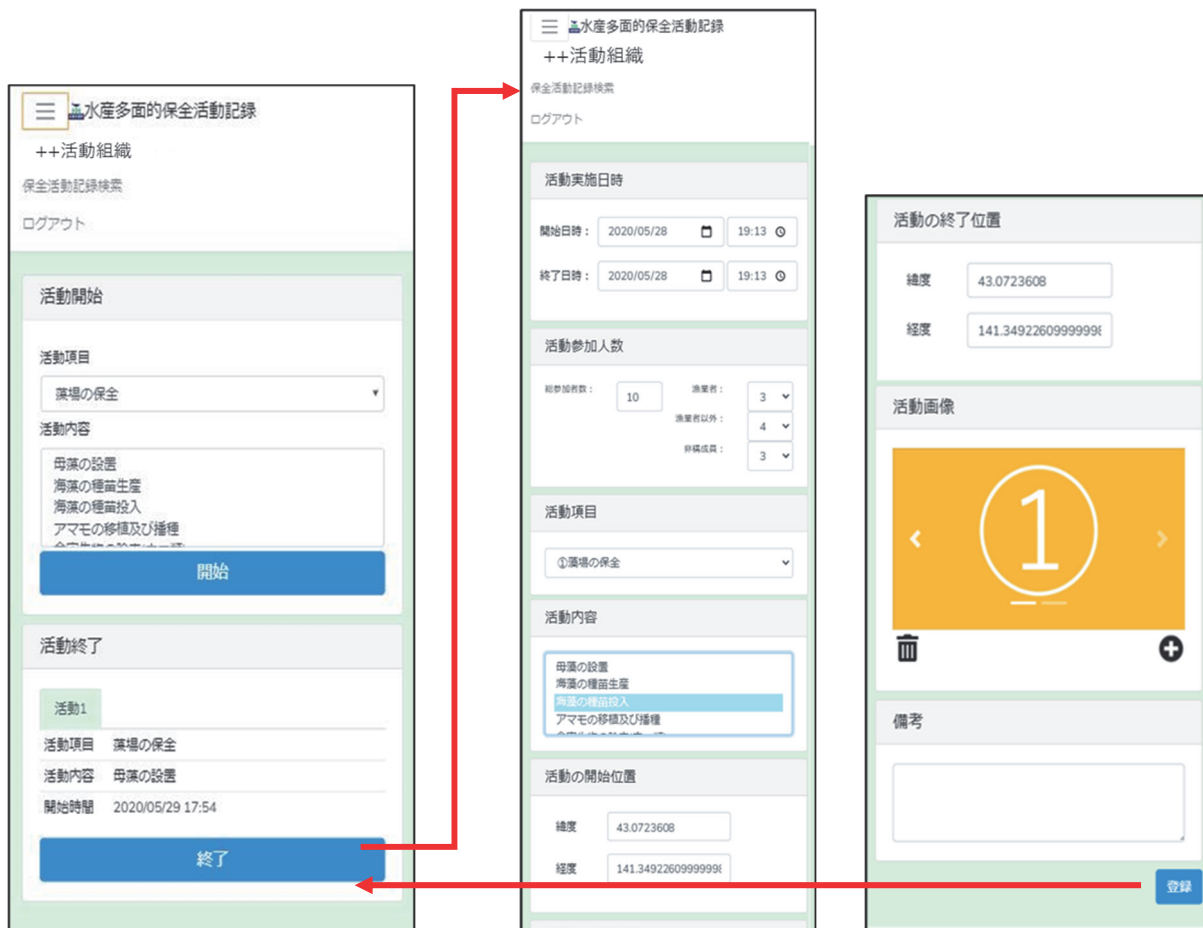 水産多面的保全活動記録
++活動組織
保全活動記録検索
ログアウト
活動開始
活動項目
藻場の保全
活動内容
母藻の設置
海藻の種苗生産
海藻の種苗投入
アマモの移植及び播種
開始
活動終了
活動1
活動項目 藻場の保全
活動内容 母藻の設置
開始時間 2020/05/29 17:54
終了
水産多面的保全活動記録
++活動組織
保全活動記録検索
ログアウト
活動実施日時
開始日時: 2020/05/28 19:13
終了日時: 2020/05/28 19:13
活動参加人数
総参加者数: 10 漁業者: 3
漁業者以外: 4
非構成員: 3
活動項目
①藻場の保全
活動内容
母藻の設置
海藻の種苗生産
海藻の種苗投入
アマモの移植及び播種
活動の開始位置
緯度 43.0723608
経度 141.3492260999999８
活動の終了位置
緯度 43.0723608
経度 141.3492260999999８
活動画像
1
備考
登録